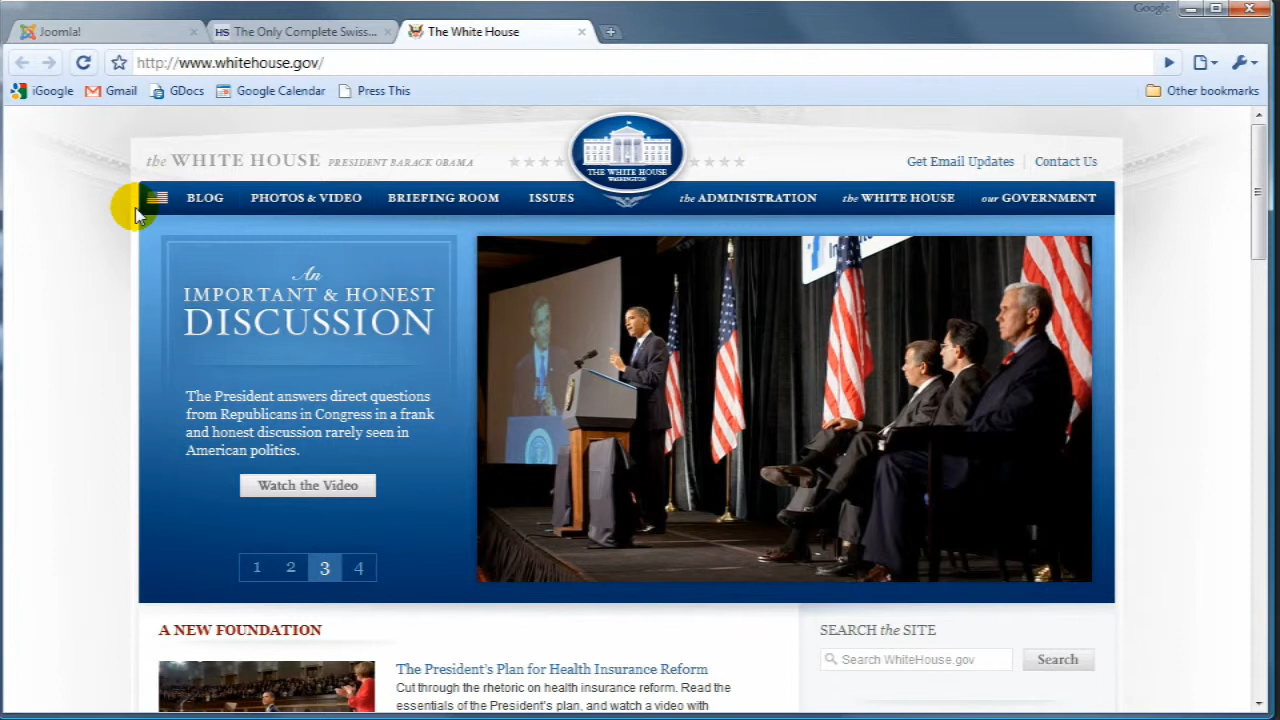 Google
Joomla!
HS The Only Complete Swiss...
The White House
http://www.whitehouse.gov/
iGoogle Gmail GDocs Google Calendar Press This Other bookmarks
the WHITE HOUSE PRESIDENT BARACK OBAMA
THE WHITE HOUSE
WASHINGTON
Get Email Updates Contact Us
BLOG PHOTOS & VIDEO BRIEFING ROOM ISSUES the ADMINISTRATION the WHITE HOUSE our GOVERNMENT
An
IMPORTANT & HONEST
DISCUSSION
The President answers direct questions
from Republicans in Congress in a frank
and honest discussion rarely seen in
American politics.
Watch the Video
1 2 3 4
A NEW FOUNDATION
The President's Plan for Health Insurance Reform
Cut through the rhetoric on health insurance reform. Read the
essentials of the President's plan, and watch a video with
SEARCH the SITE
Search WhiteHouse.gov
Search